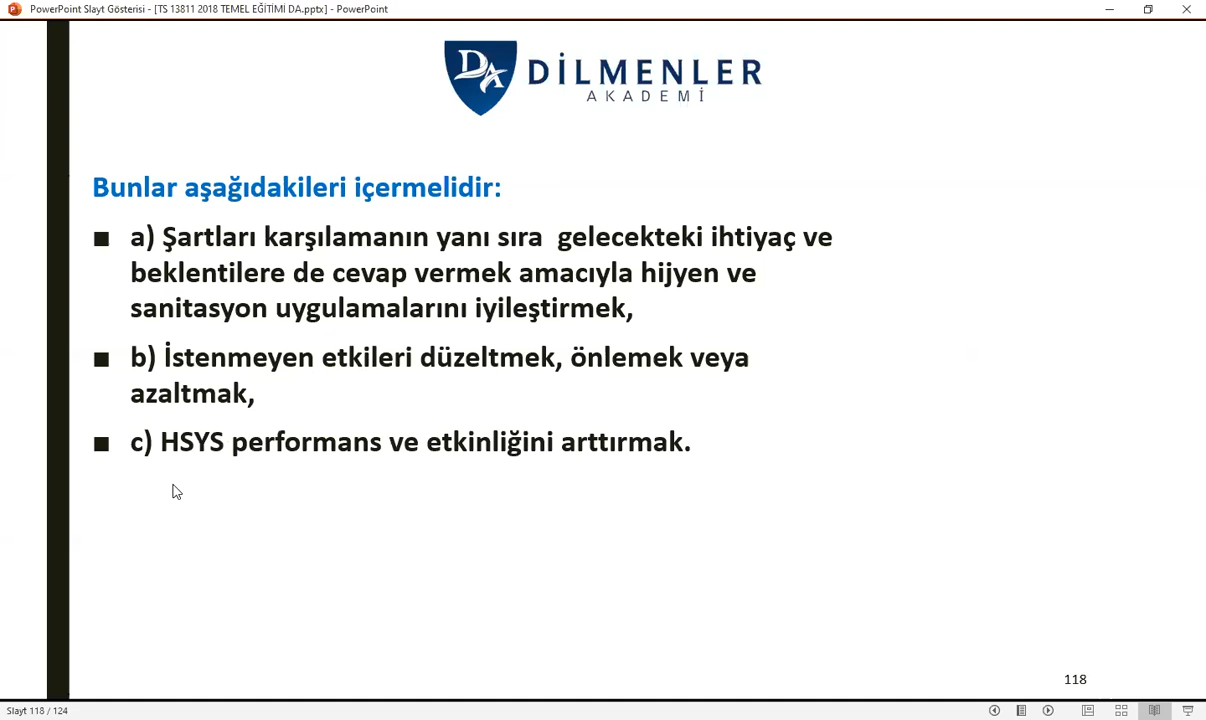 PowerPoint Slayt Gösterisi - [TS 13811 2018 TEMEL EĞİTİMİ DA.pptx] - PowerPoint
DA
DİLMENLER
AKADEMİ
Bunlar aşağıdakileri içermelidir:
■ a) Şartları karşılamanın yanı sıra gelecekteki ihtiyaç ve
beklentilere de cevap vermek amacıyla hijyen ve
sanitasyon uygulamalarını iyileştirmek,
■ b) İstenmeyen etkileri düzeltmek, önlemek veya
azaltmak,
■ c) HSYS performans ve etkinliğini arttırmak.
118
Slayt 118 / 124